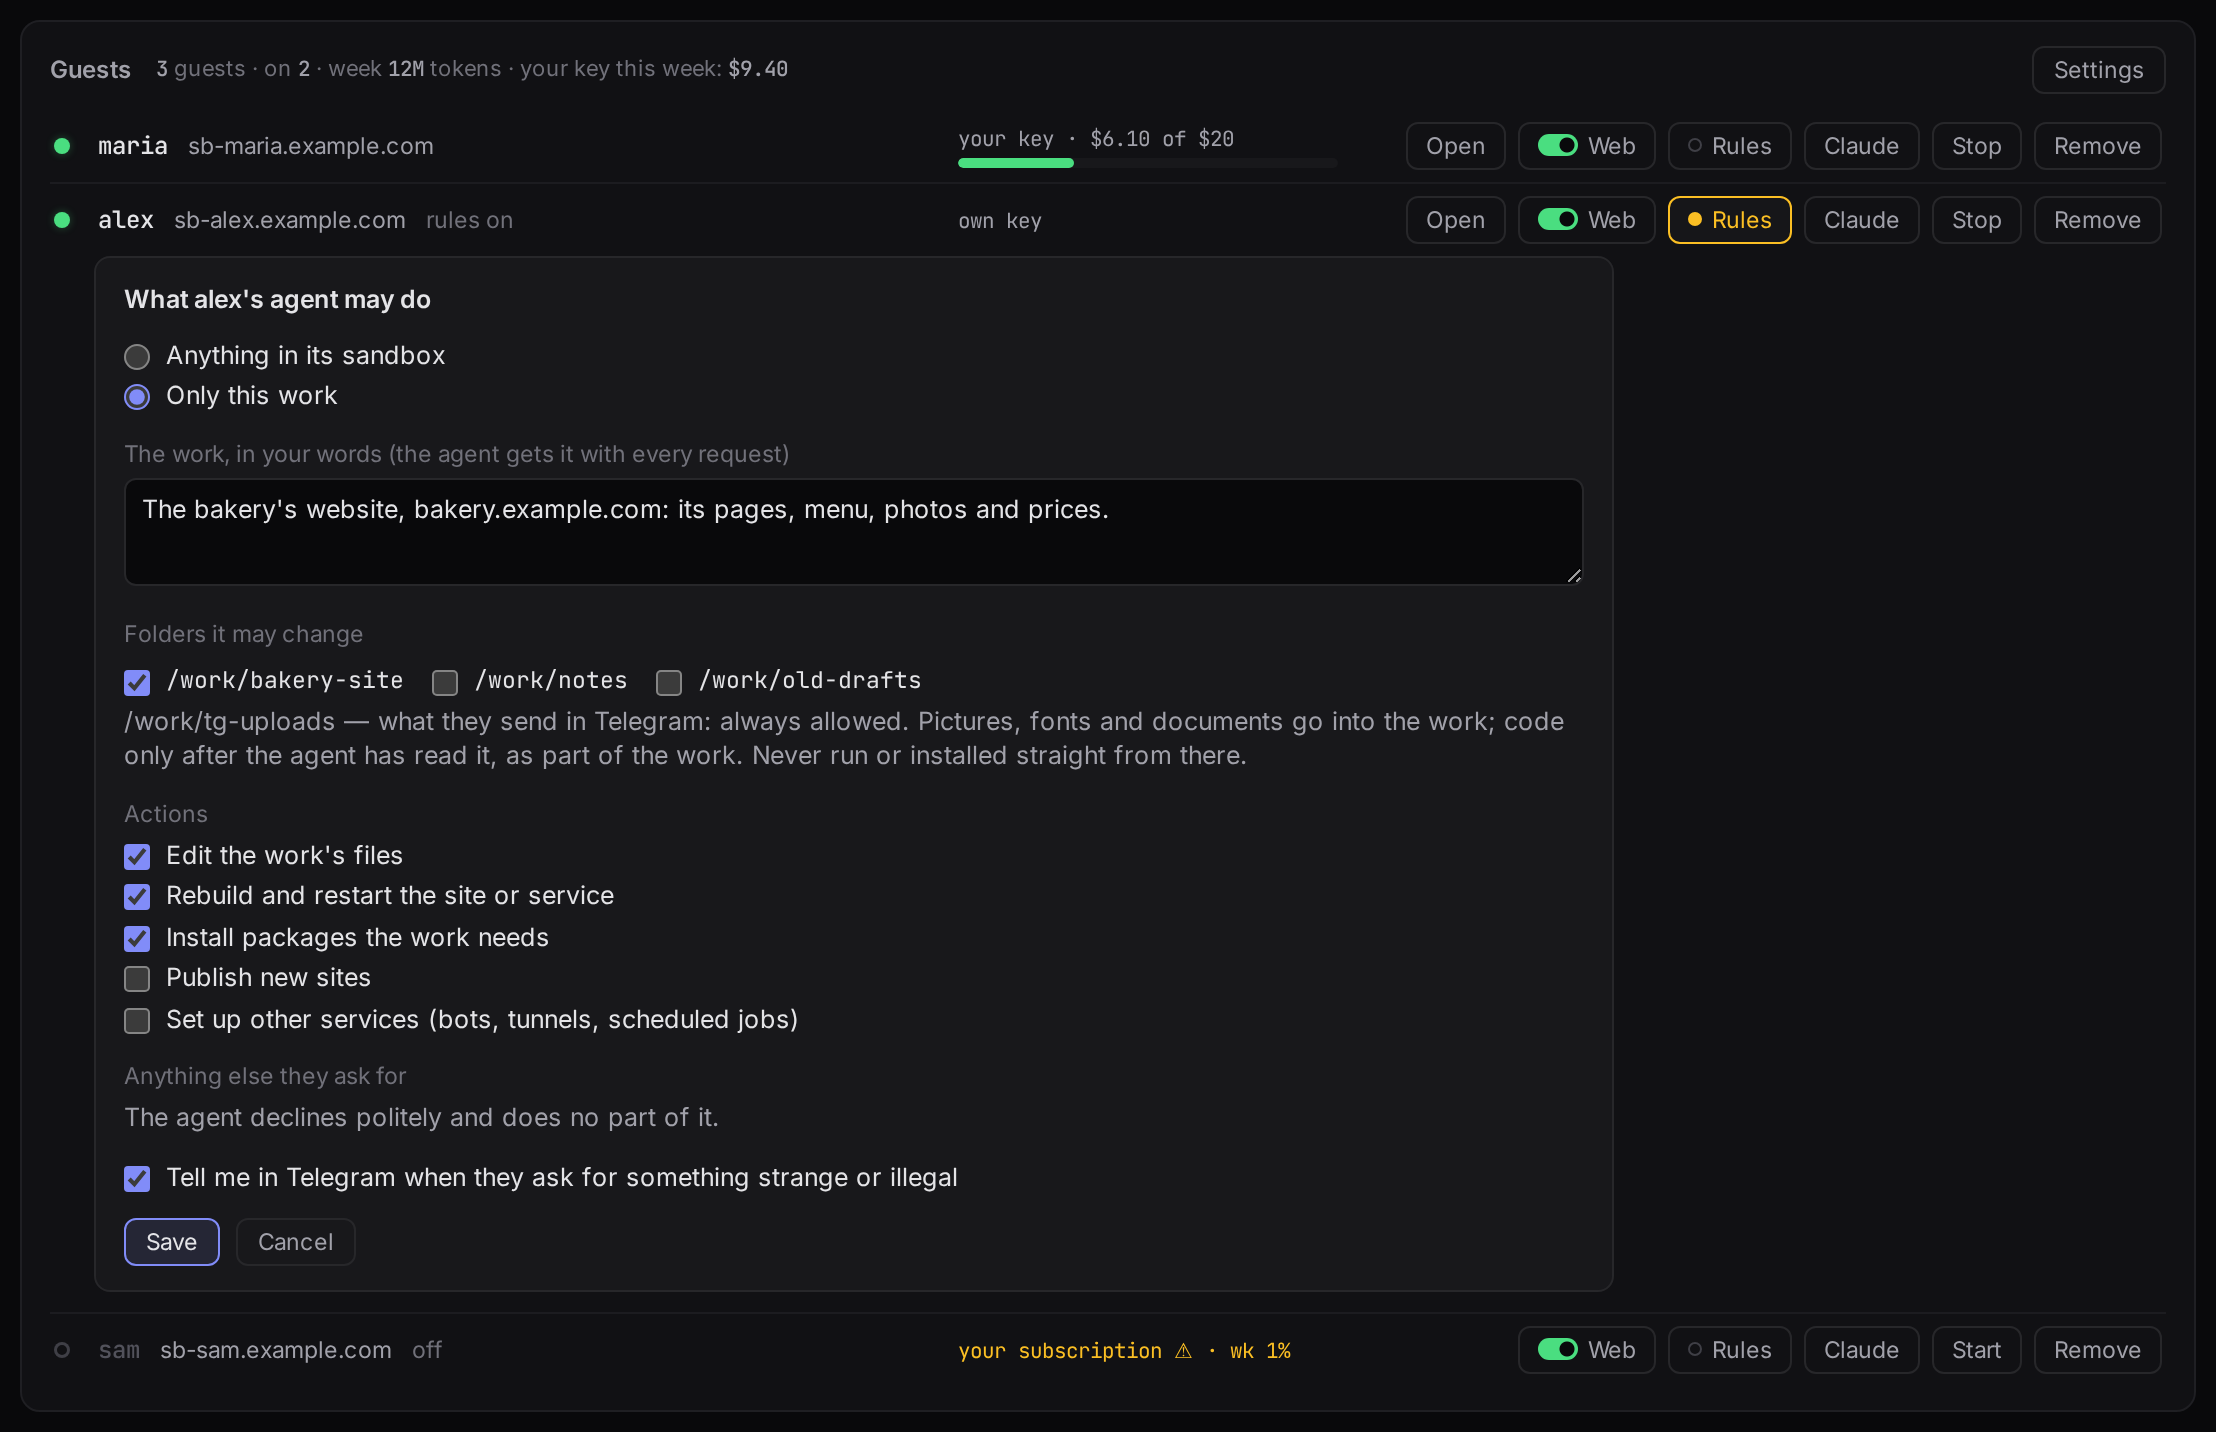 Guests 3 guests · on 2 · week 12M tokens · your key this week: $9.40 Settings
maria sb-maria.example.com your key · $6.10 of $20 Open Web Rules Claude Stop Remove
alex sb-alex.example.com rules on own key Open Web Rules Claude Stop Remove
What alex's agent may do
Anything in its sandbox
Only this work
The work, in your words (the agent gets it with every request)
The bakery's website, bakery.example.com: its pages, menu, photos and prices.
Folders it may change
/work/bakery-site /work/notes /work/old-drafts
/work/tg-uploads — what they send in Telegram: always allowed. Pictures, fonts and documents go into the work; code
only after the agent has read it, as part of the work. Never run or installed straight from there.
Actions
Edit the work's files
Rebuild and restart the site or service
Install packages the work needs
Publish new sites
Set up other services (bots, tunnels, scheduled jobs)
Anything else they ask for
The agent declines politely and does no part of it.
Tell me in Telegram when they ask for something strange or illegal
Save Cancel
sam sb-sam.example.com off your subscription ⚠ · wk 1% Web Rules Claude Start Remove